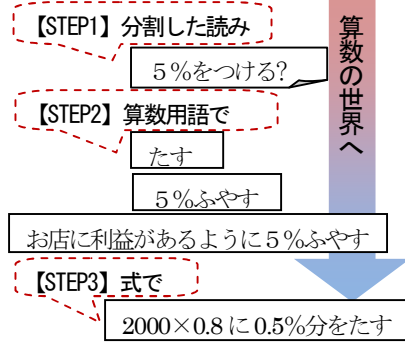 【STEP1】分割した読み
5％をつける?
【STEP2】算数用語で
たす
5％ふやす
お店に利益があるように5％ふやす
【STEP3】式で
2000×0.8に0.5%分をたす
算数の世界へ